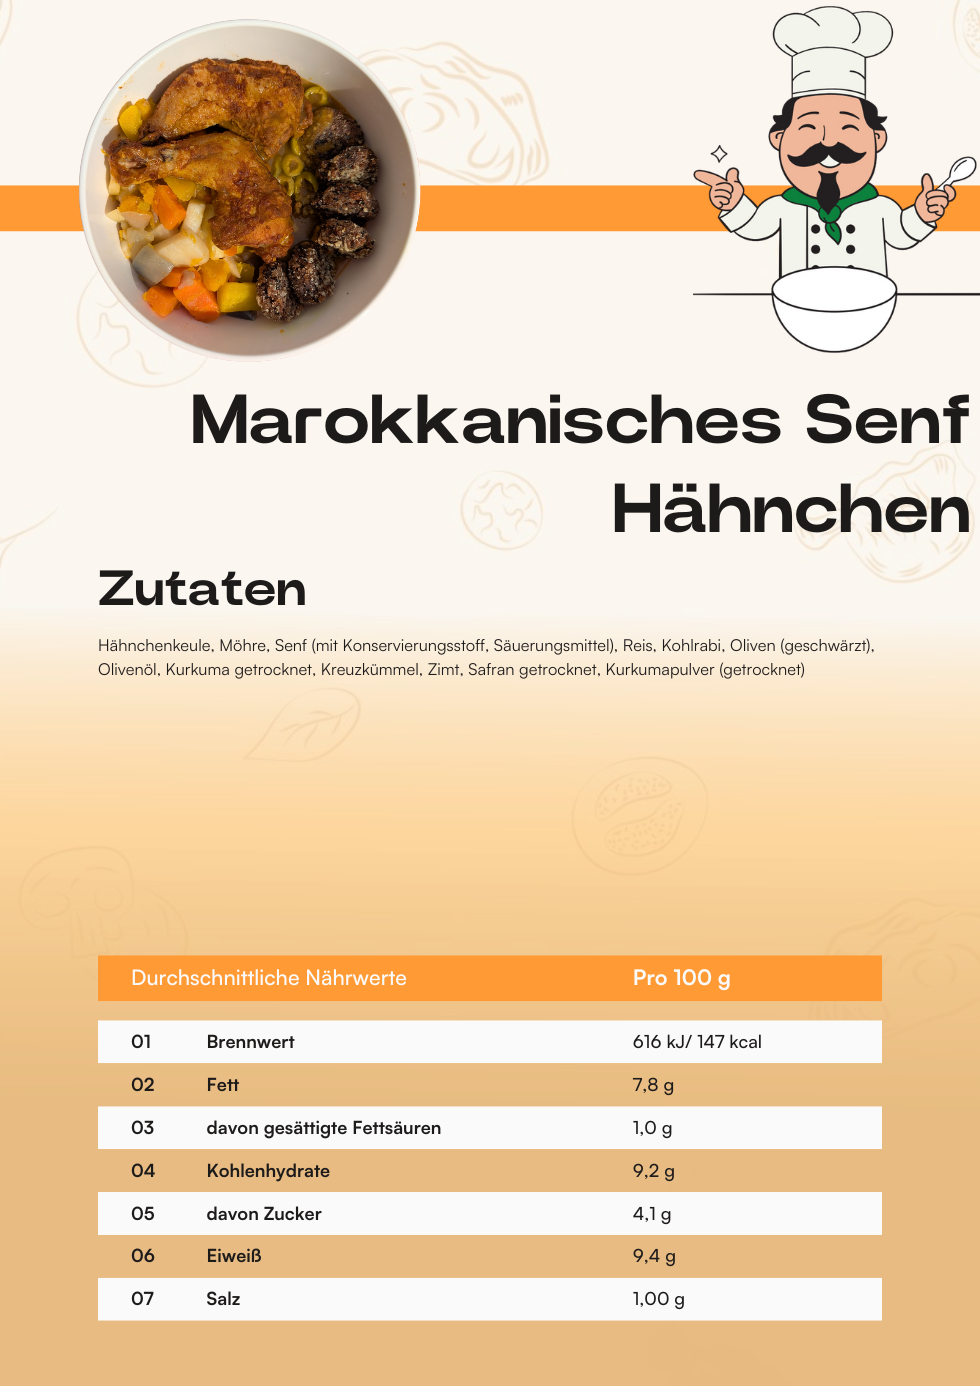 Marokkanisches Senf
Hähnchen
Zutaten
Hähnchenkeule, Möhre, Senf (mit Konservierungsstoff, Säuerungsmittel), Reis, Kohlrabi, Oliven (geschwärzt),
Olivenöl, Kurkuma getrocknet, Kreuzkümmel, Zimt, Safran getrocknet, Kurkumapulver (getrocknet)
Durchschnittliche Nährwerte Pro 100 g
01 Brennwert 616 kJ/ 147 kcal
02 Fett 7,8 g
03 davon gesättigte Fettsäuren 1,0 g
04 Kohlenhydrate 9,2 g
05 davon Zucker 4,1 g
06 Eiweiß 9,4 g
07 Salz 1,00 g